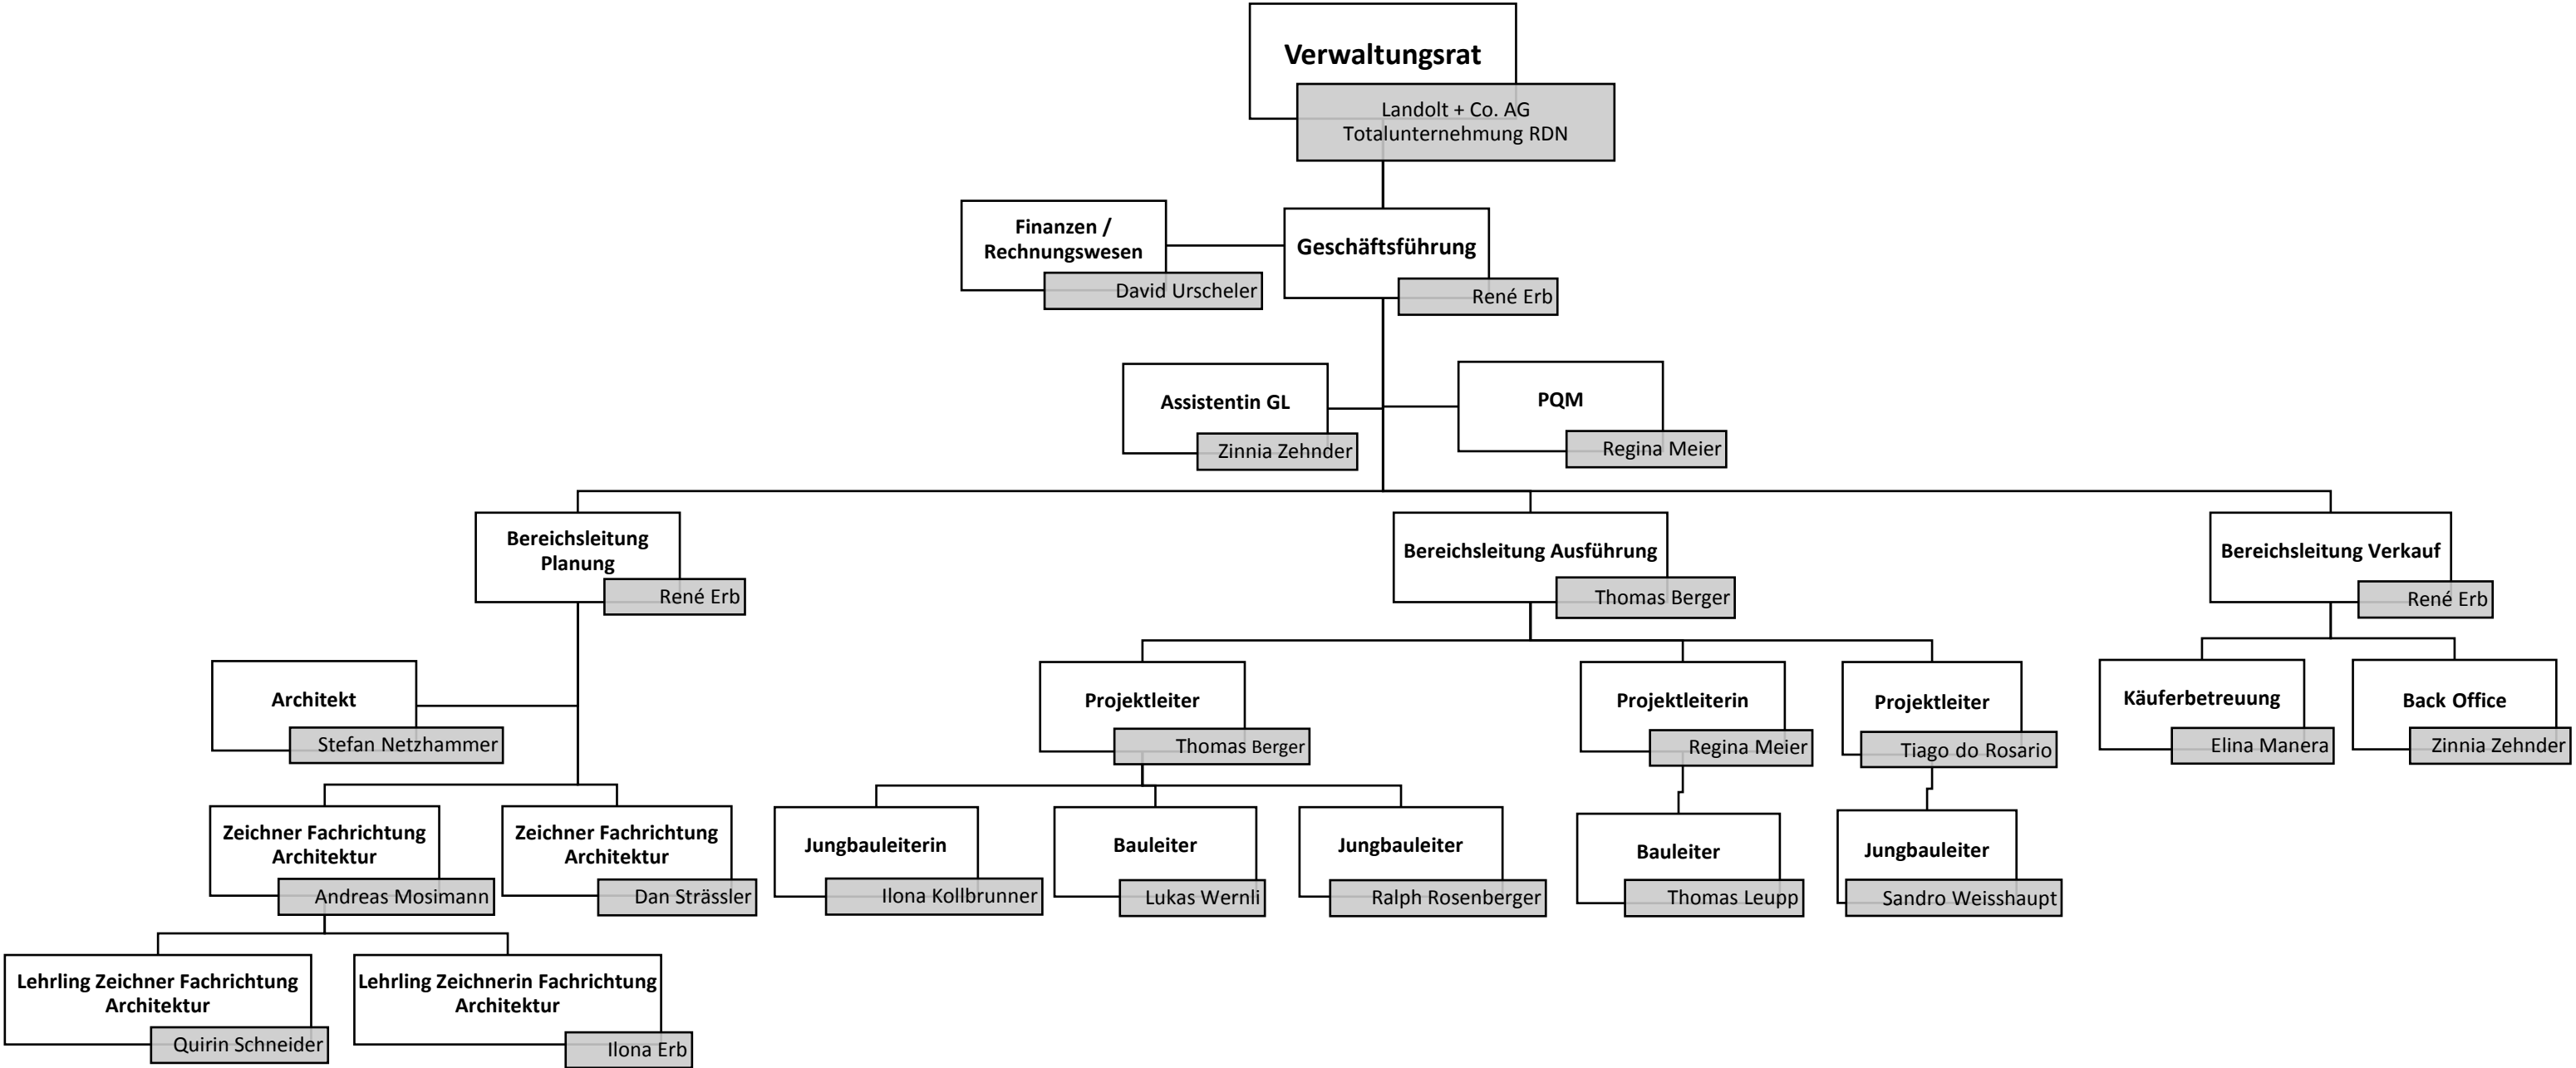 Verwaltungsrat
Landolt + Co. AG
Totalunternehmung RDN
Finanzen /
Rechnungswesen
David Urscheler
Geschäftsführung
René Erb
Assistentin GL
Zinnia Zehnder
PQM
Regina Meier
Bereichsleitung
Planung
René Erb
Bereichsleitung Ausführung
Thomas Berger
Bereichsleitung Verkauf
René Erb
Architekt
Stefan Netzhammer
Projektleiter
Thomas Berger
Projektleiterin
Regina Meier
Projektleiter
Tiago do Rosario
Käuferbetreuung
Elina Manera
Back Office
Zinnia Zehnder
Zeichner Fachrichtung
Architektur
Andreas Mosimann
Zeichner Fachrichtung
Architektur
Dan Strässler
Jungbauleiterin
Ilona Kollbrunner
Bauleiter
Lukas Wernli
Jungbauleiter
Ralph Rosenberger
Bauleiter
Thomas Leupp
Jungbauleiter
Sandro Weisshaupt
Lehrling Zeichner Fachrichtung
Architektur
Quirin Schneider
Lehrling Zeichnerin Fachrichtung
Architektur
Ilona Erb